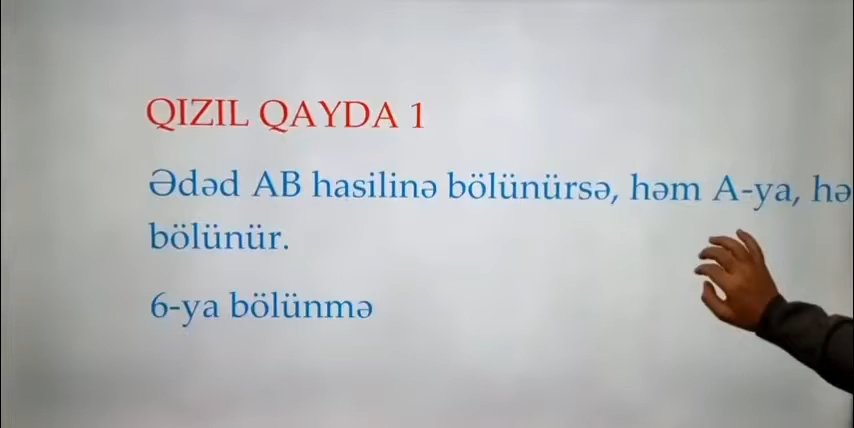 QIZIL QAYDA 1
Ədəd AB hasilinə bölünürsə, həm A-ya, hə
bölünür.
6-ya bölünmə